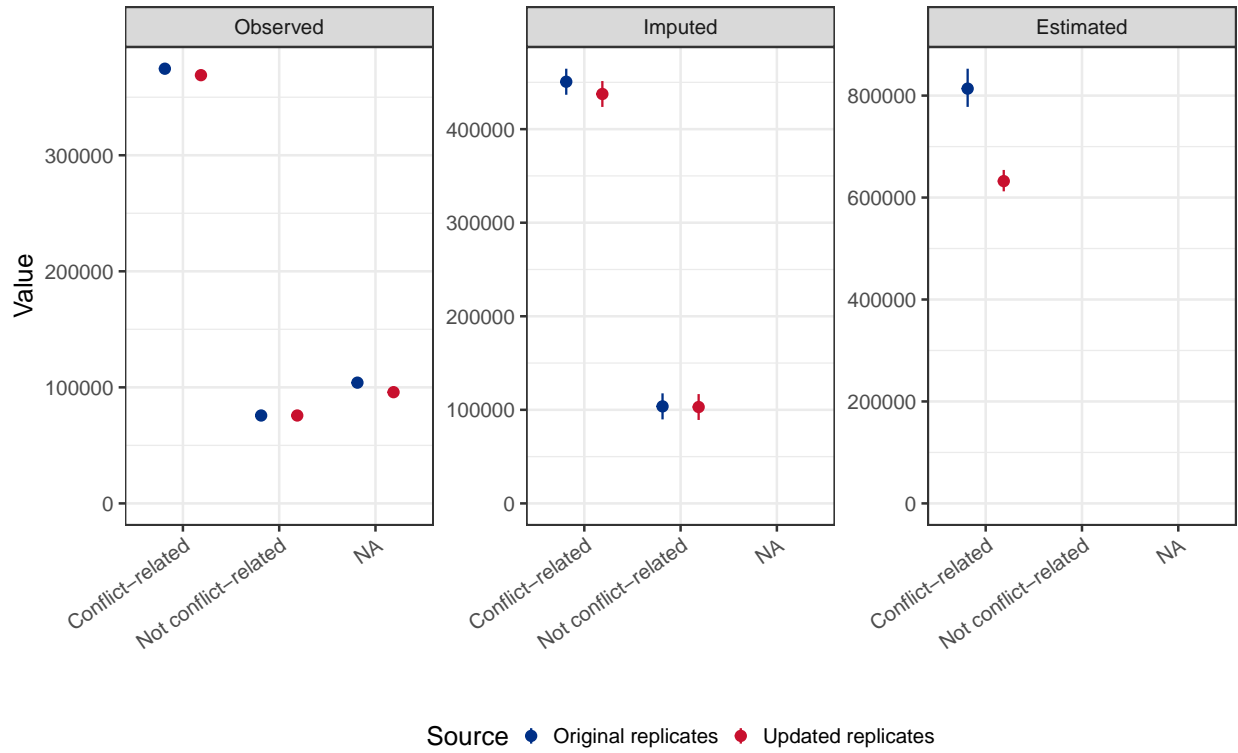 Observed
Imputed
Estimated
Value
300000
200000
100000
0
400000
300000
200000
100000
0
800000
600000
400000
200000
0
Conflict−related
Not conflict−related
NA
Conflict−related
Not conflict−related
NA
Conflict−related
Not conflict−related
NA
Source Original replicates Updated replicates